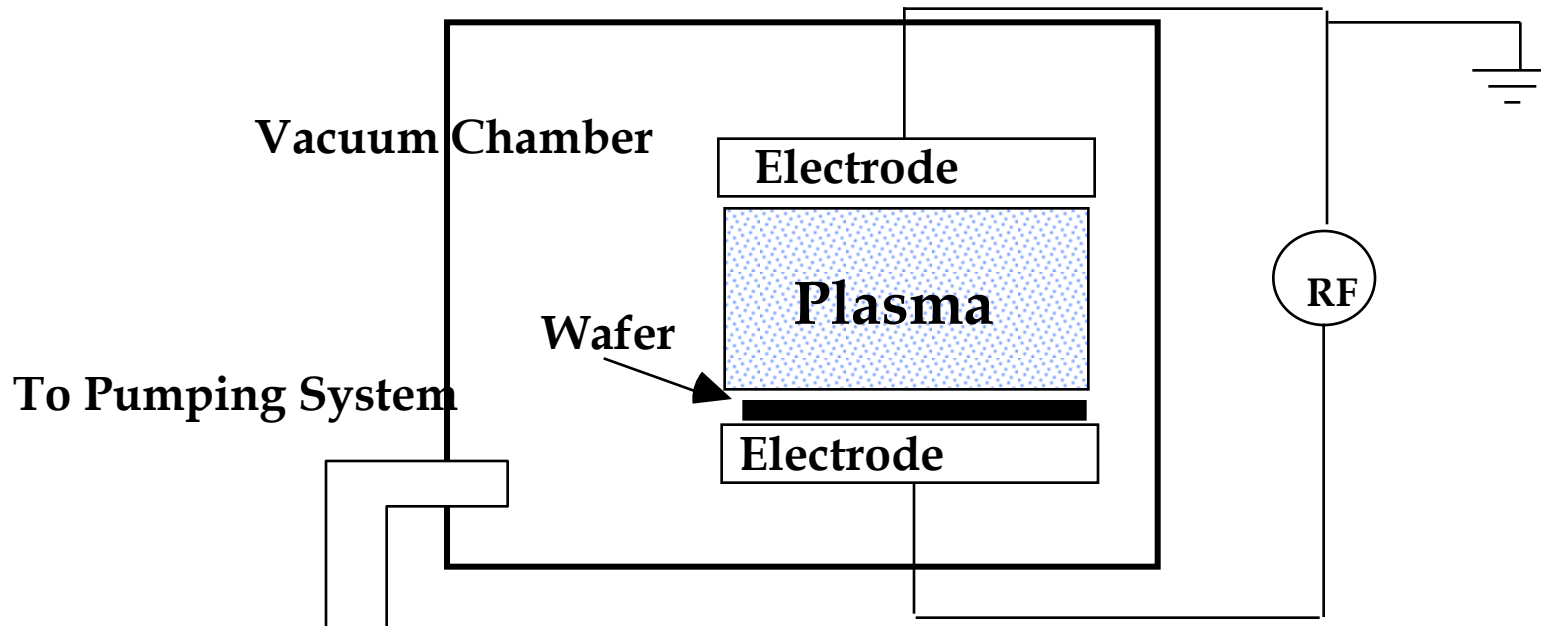 Vacuum Chamber
Electrode
Plasma
RF
Wafer
To Pumping System
Electrode